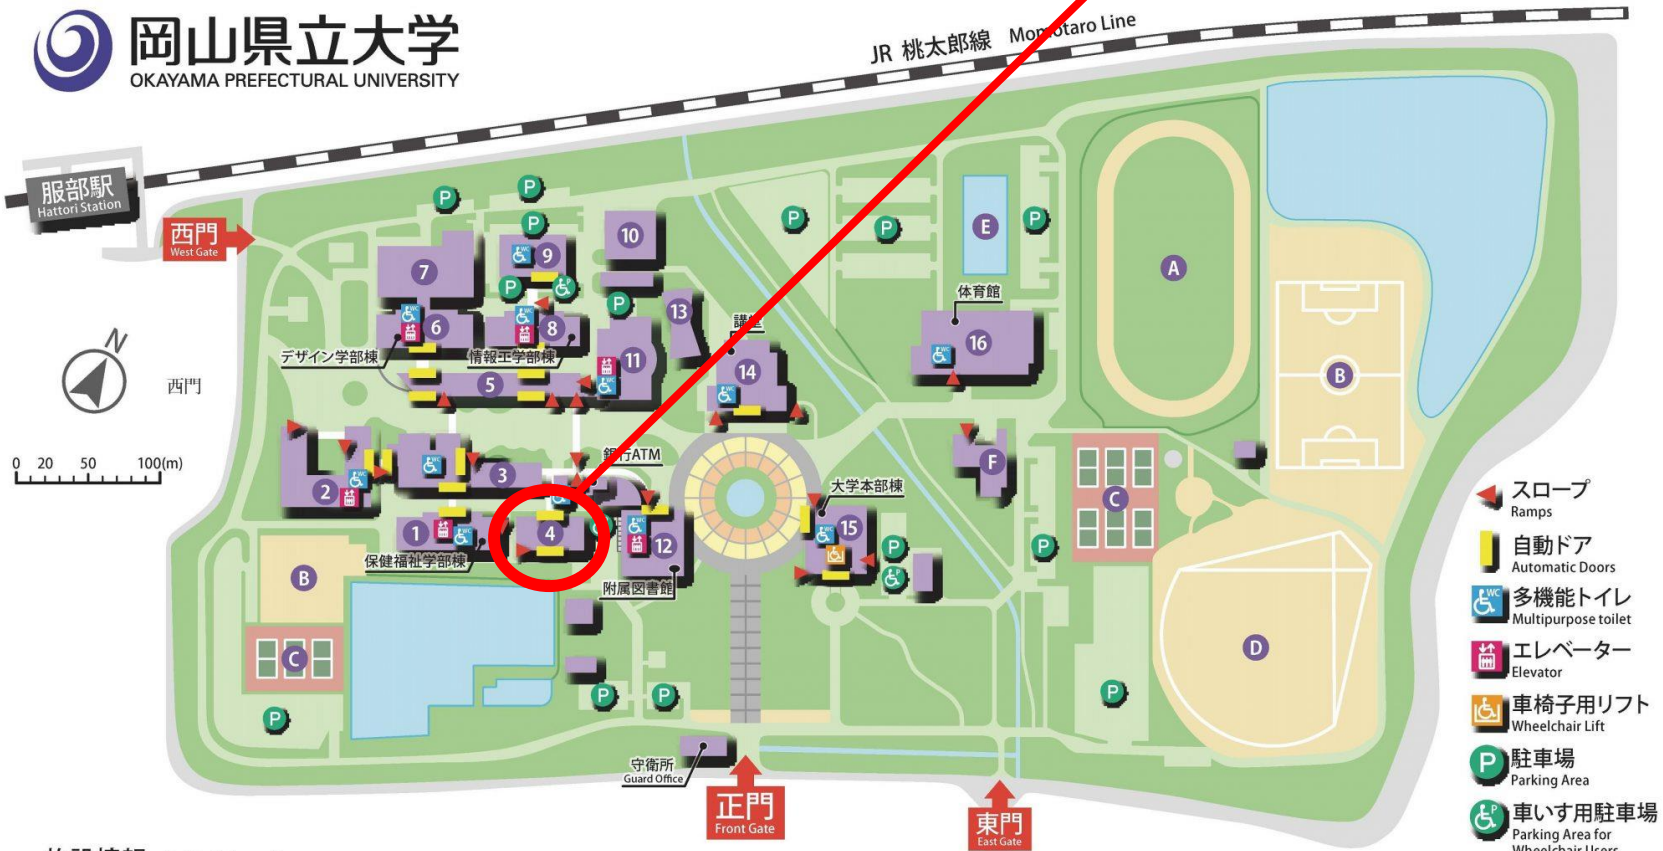 岡山県立大学
OKAYAMA PREFECTURAL UNIVERSITY
JR 桃太郎線 Momotaro Line
服部駅
Hattori Station
西門
West Gate
N
西門
0 20 50 100(m)
P
P
P
P
P
P
P
P
7
9
10
E
A
6
8
11
13
体育館
16
講堂
14
B
デザイン学部棟
情報工学部棟
5
銀行ATM
2
3
F
C
大学本部棟
15
1
4
12
保健福祉学部棟
附属図書館
B
C
D
P
P
P
P
P
P
守衛所
Guard Office
正門
Front Gate
東門
East Gate
スロープ
Ramps
自動ドア
Automatic Doors
WC
多機能トイレ
Multipurpose toilet
エレベーター
Elevator
車椅子用リフト
Wheelchair Lift
P
駐車場
Parking Area
P
車いす用駐車場
Parking Area for
Wheelchair Users